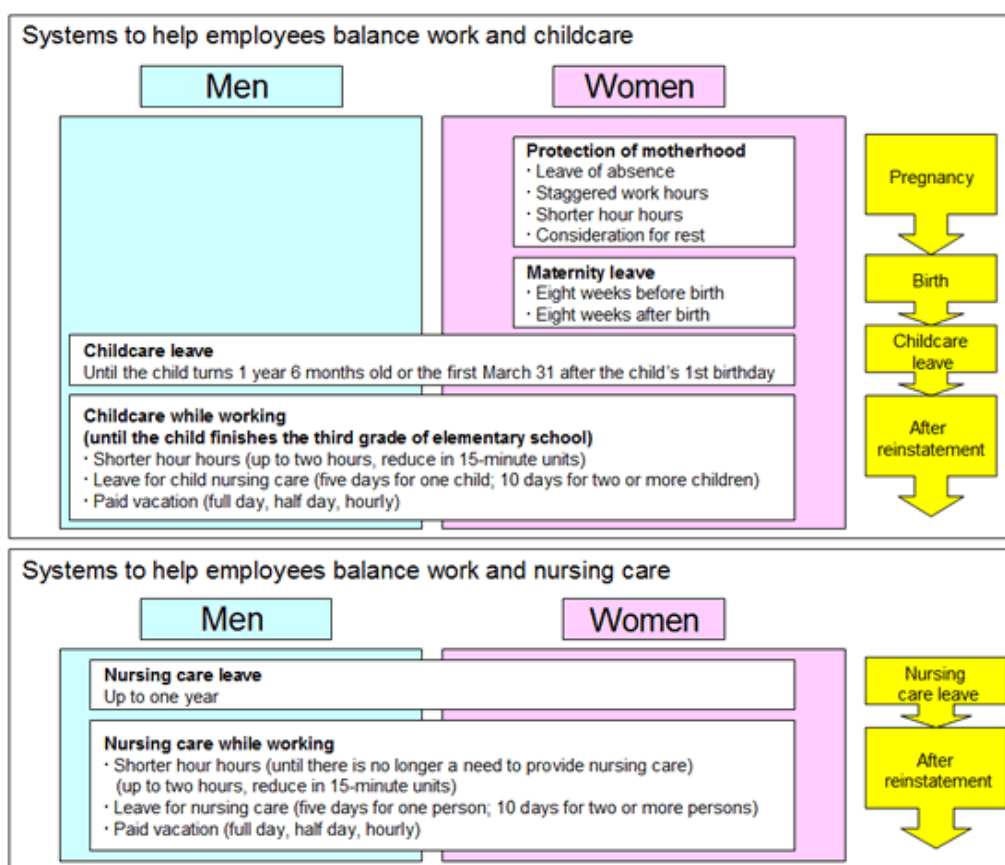 Systems to help employees balance work and childcare
Men
Women
Protection of motherhood
· Leave of absence
· Staggered work hours
· Shorter hour hours
· Consideration for rest
Pregnancy
Maternity leave
· Eight weeks before birth
· Eight weeks after birth
Birth
Childcare leave
Until the child turns 1 year 6 months old or the first March 31 after the child's 1st birthday
Childcare
leave
Childcare while working
(until the child finishes the third grade of elementary school)
· Shorter hour hours (up to two hours, reduce in 15-minute units)
· Leave for child nursing care (five days for one child; 10 days for two or more children)
· Paid vacation (full day, half day, hourly)
After
reinstatement
Systems to help employees balance work and nursing care
Men
Women
Nursing care leave
Up to one year
Nursing
care leave
Nursing care while working
· Shorter hour hours (until there is no longer a need to provide nursing care)
(up to two hours, reduce in 15-minute units)
· Leave for nursing care (five days for one person; 10 days for two or more persons)
· Paid vacation (full day, half day, hourly)
After
reinstatement